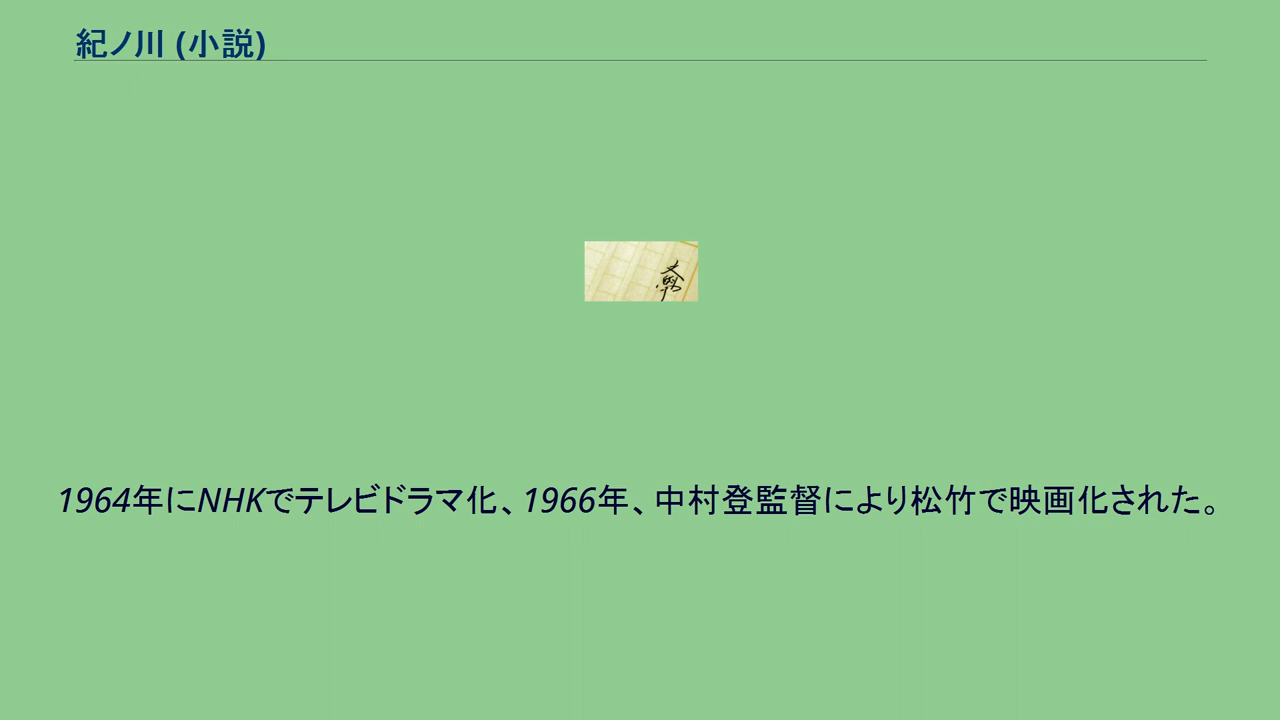 紀ノ川 (小説)
1964年にNHKでテレビドラマ化、1966年、中村登監督により松竹で映画化された。